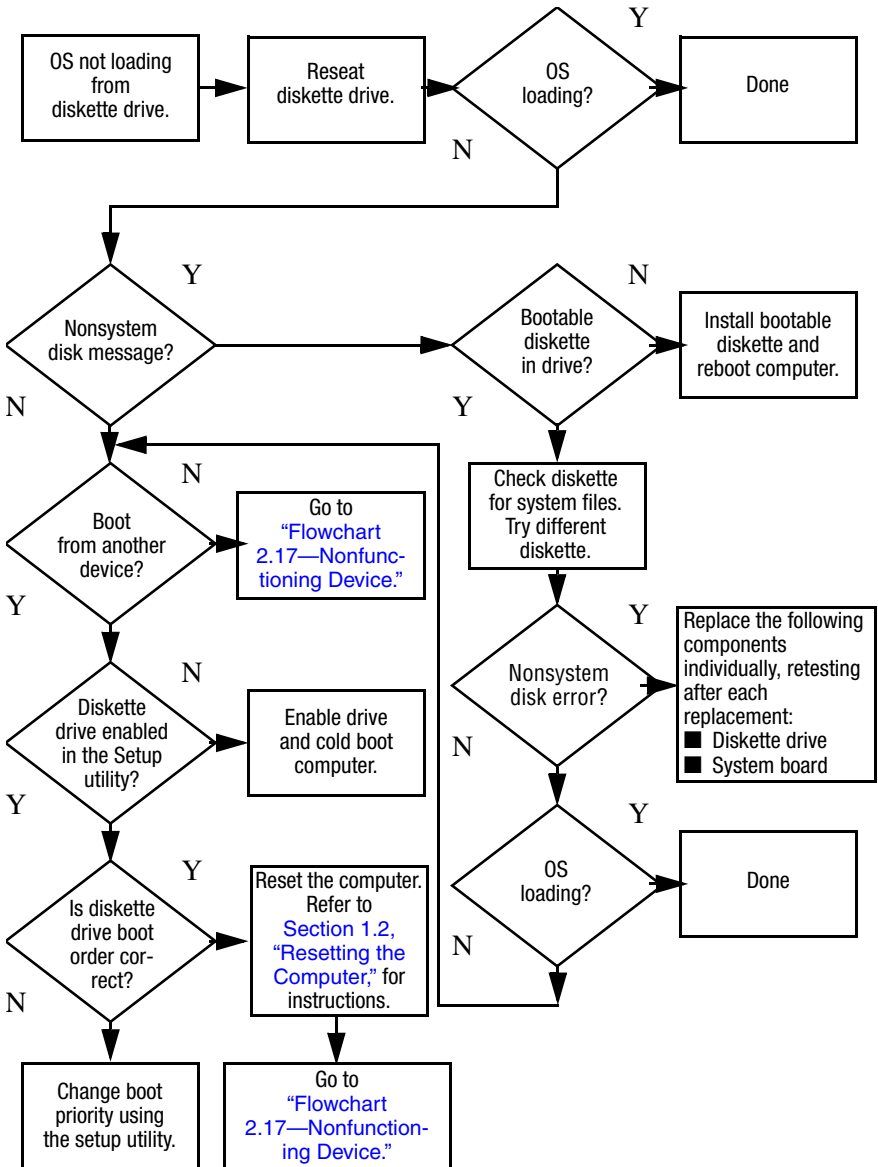 Y
OS not loading
from
diskette drive.
Reseat
diskette drive.
OS
loading?
Done
N
Y
Nonsystem
disk message?
N
Bootable
diskette
in drive?
Install bootable
diskette and
reboot computer.
N
Y
N
Boot
from another
device?
Go to
“Flowchart
2.17—Nonfunc-
tioning Device.”
Check diskette
for system files.
Try different
diskette.
Y
N
Diskette
drive enabled
in the Setup
utility?
Enable drive
and cold boot
computer.
Y
Nonsystem
disk error?
Replace the following
components
individually, retesting
after each
replacement:
■ Diskette drive
■ System board
N
Y
Y
Y
Is diskette
drive boot
order cor-
rect?
Reset the computer.
Refer to
Section 1.2,
“Resetting the
Computer,” for
instructions.
OS
loading?
Done
N
N
Change boot
priority using
the setup utility.
Go to
“Flowchart
2.17—Nonfunction-
ing Device.”